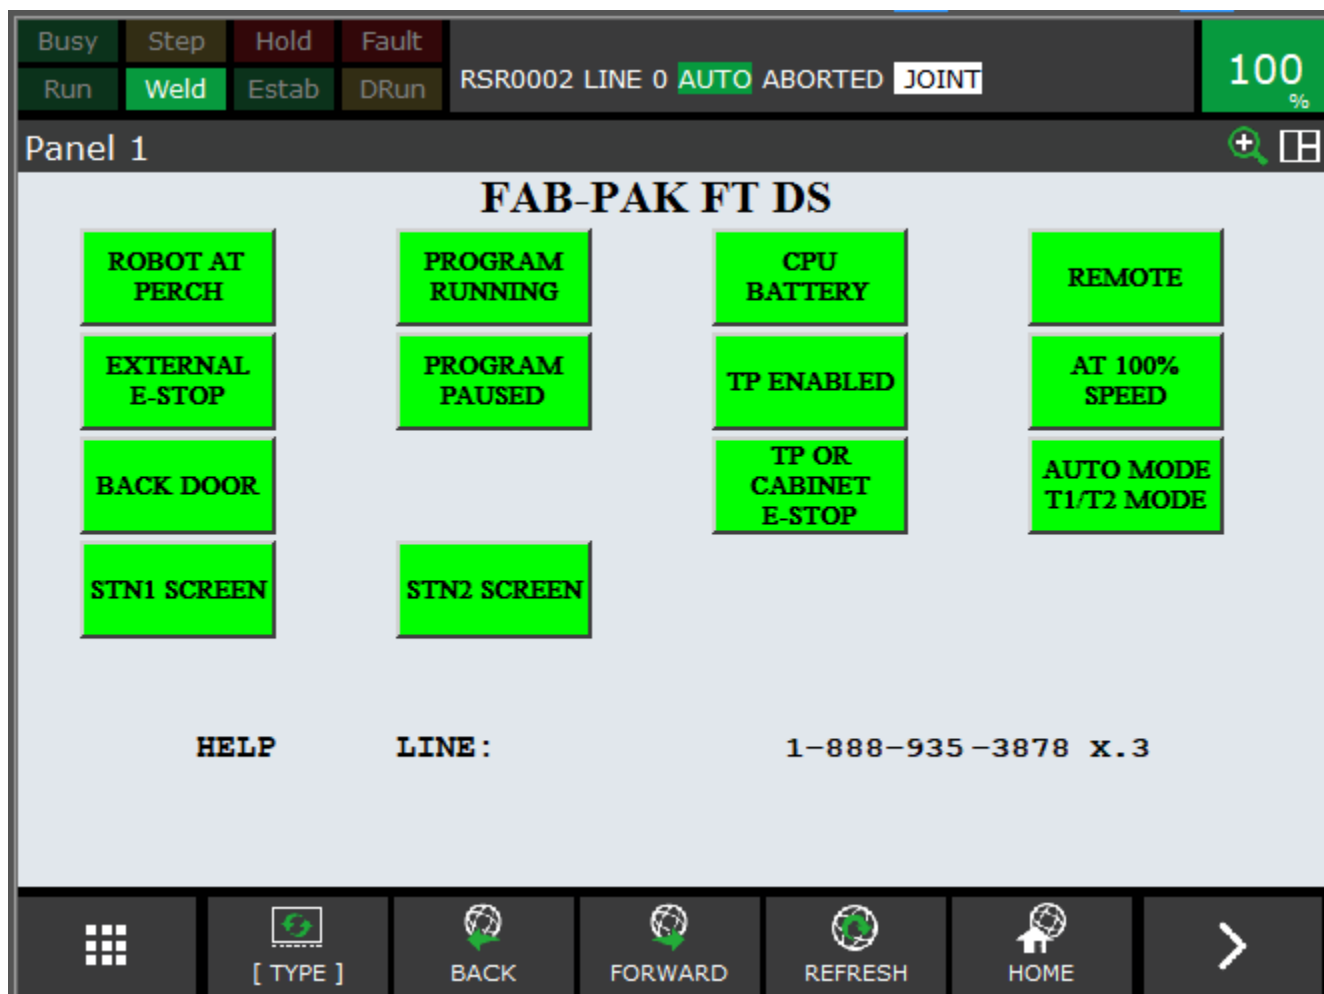 Busy Step Hold Fault
Run Weld Estab DRun
RSR0002 LINE 0 AUTO ABORTED JOINT
100
%
Panel 1
FAB-PAK FT DS
ROBOT AT
PERCH
PROGRAM
RUNNING
CPU
BATTERY
REMOTE
EXTERNAL
E-STOP
PROGRAM
PAUSED
TP ENABLED
AT 100%
SPEED
BACK DOOR
TP OR
CABINET
E-STOP
AUTO MODE
T1/T2 MODE
STN1 SCREEN
STN2 SCREEN
HELP LINE: 1-888-935-3878 x.3
[ TYPE ]
BACK
FORWARD
REFRESH
HOME